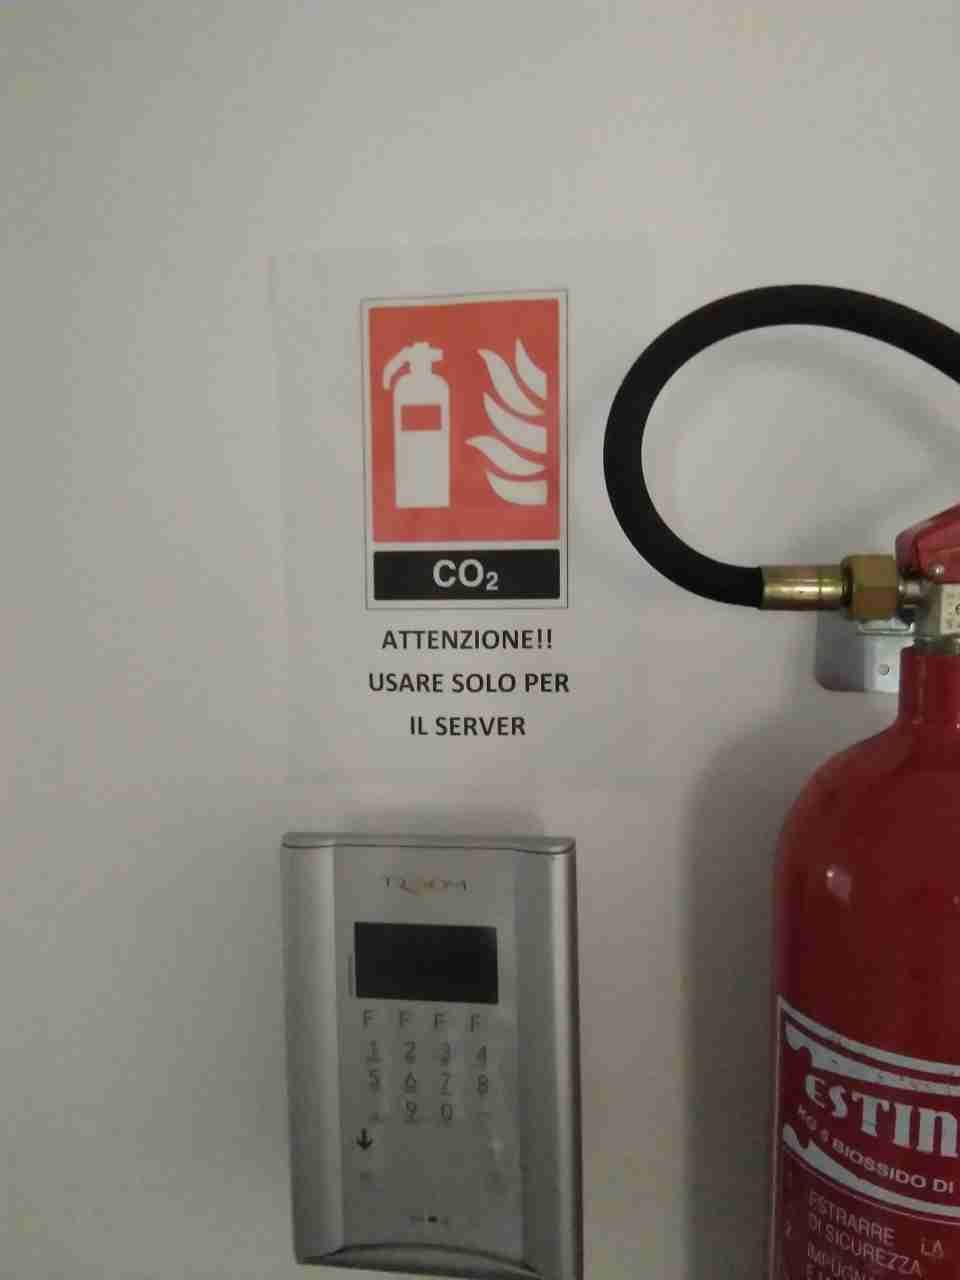 CO₂
ATTENZIONE!!
USARE SOLO PER
IL SERVER
F F F F
1 2 3 4
5 6 7 8
9 0
ESTIN
BIOSSIDO DI
ESTRARRE LA
DI SICUREZZA